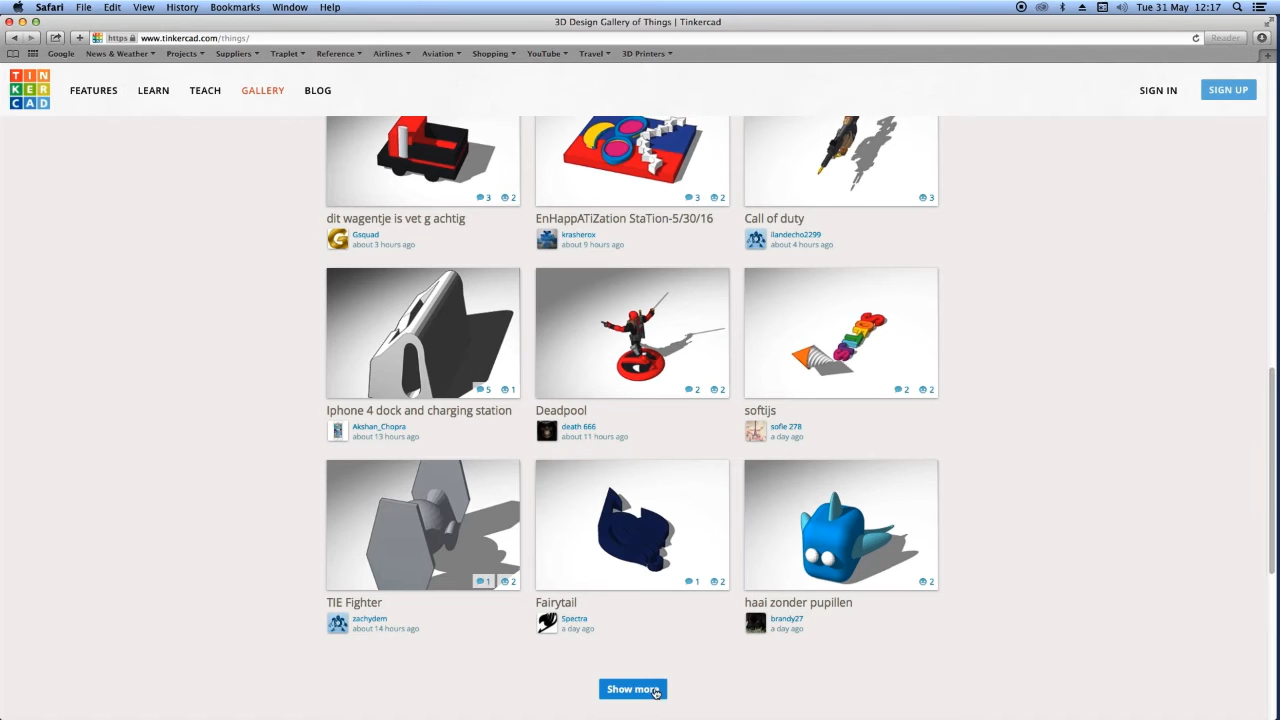 Safari File Edit View History Bookmarks Window Help Tue 31 May 12:17
3D Design Gallery of Things | Tinkercad
https www.tinkercad.com/things/ Reader
Google News & Weather Projects Suppliers Traplet Reference Airlines Aviation Shopping YouTube Travel 3D Printers
TIN
KER
CAD
FEATURES LEARN TEACH GALLERY BLOG SIGN IN SIGN UP
3 2 3 2 3
dit wagentje is vet g achtig EnHappATiZation StaTion-5/30/16 Call of duty
Gsquad krasherox
about 3 hours ago about 9 hours ago about 4 hours ago
5 1 2 2 2 2
Iphone 4 dock and charging station Deadpool softijs
Akshan_Chopra death 666 sofie 278
about 13 hours ago about 11 hours ago a day ago
1 2 1 2 2
TIE Fighter Fairytail haai zonder pupillen
zachydem Spectra brandy27
about 14 hours ago a day ago a day ago
Show more